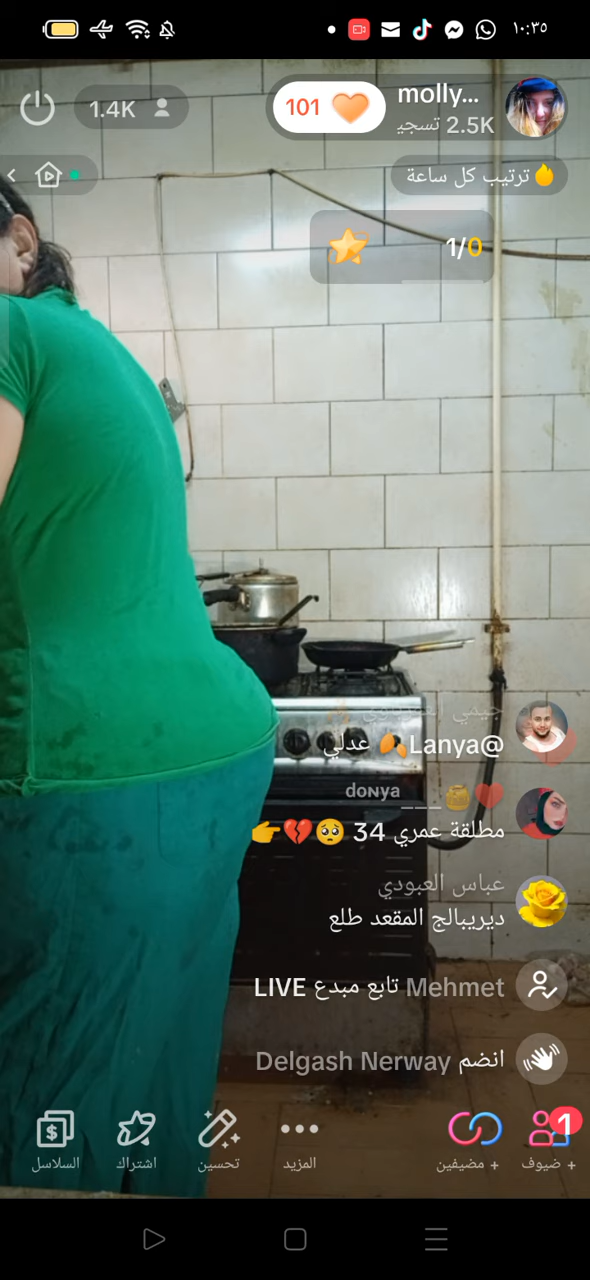 ١٠:٣٥
molly...
2.5K تسجي
101
1.4K
ترتيب كل ساعة
1/0
@Lanya عدلي
donya___
مطلقة عمري 34
عباس العبودي
ديريبالج المقعد طلع
Mehmet تابع مبدع LIVE
Delgash Nerway انضم
+ ضيوف
1
+ مضيفين
المزيد
تحسين
اشتراك
السلاسل